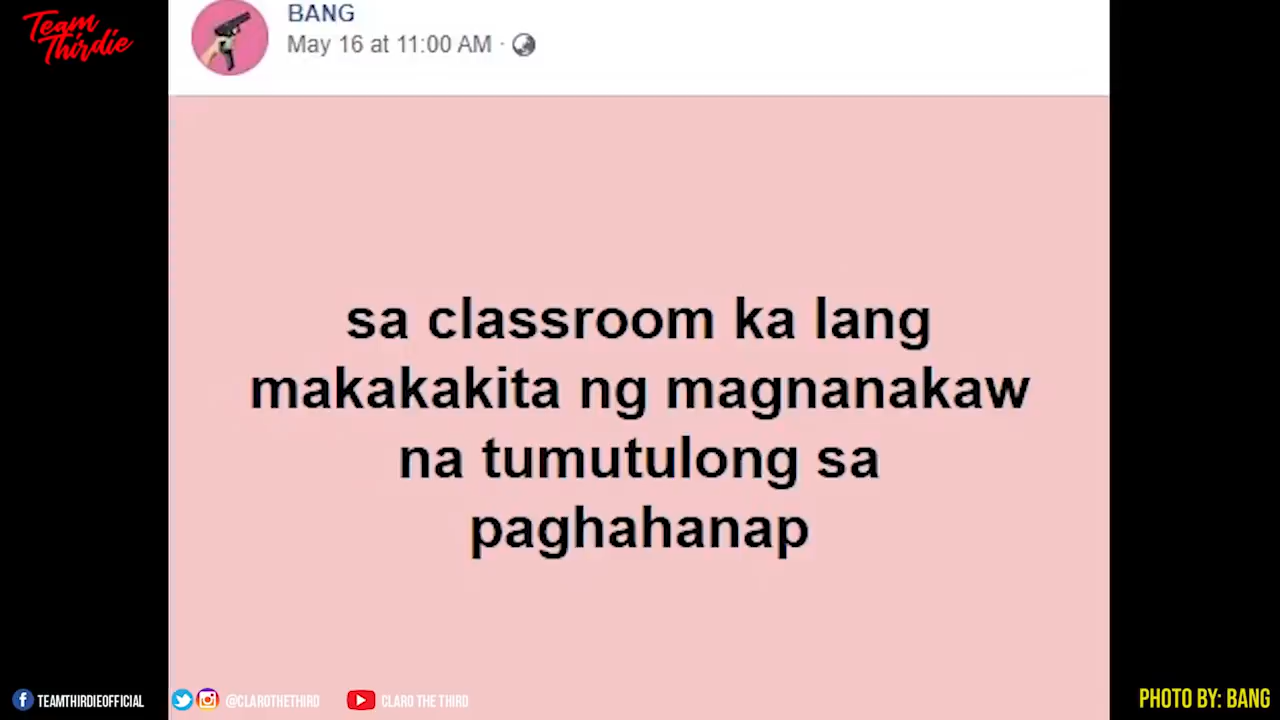 Team
Thirdie
BANG
May 16 at 11:00 AM ·
sa classroom ka lang
makakakita ng magnanakaw
na tumutulong sa
paghahanap
TEAMTHIRDIEOFFICIAL
@CLAROTHETHIRD
CLARO THE THIRD
PHOTO BY: BANG